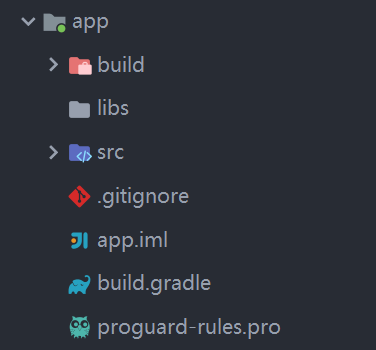 app
build
libs
src
.gitignore
app.iml
build.gradle
proguard-rules.pro